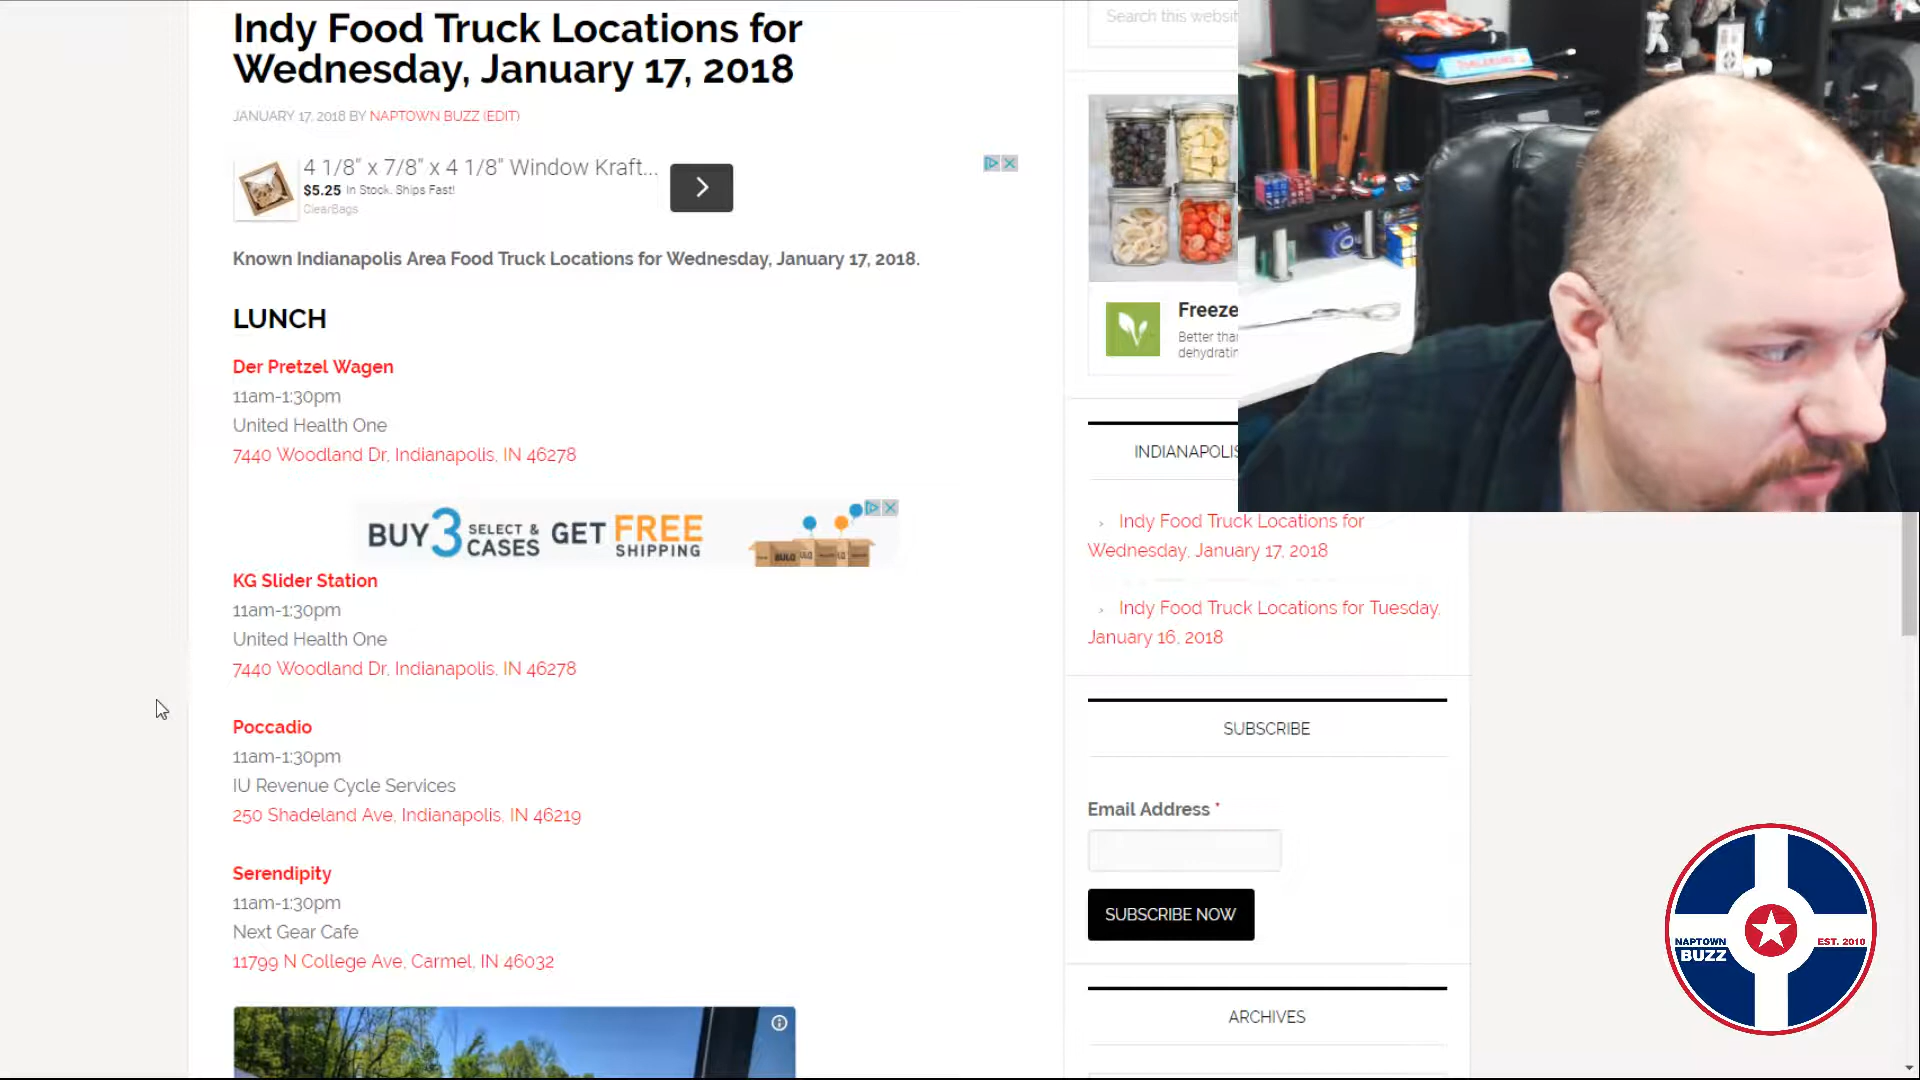 Indy Food Truck Locations for
Wednesday, January 17, 2018
JANUARY 17, 2018 BY NAPTOWN BUZZ (EDIT)
4 1/8" x 7/8" x 4 1/8" Window Kraft...
$5.25 In Stock. Ships Fast!
ClearBags
Known Indianapolis Area Food Truck Locations for Wednesday, January 17, 2018.
LUNCH
Der Pretzel Wagen
11am-1:30pm
United Health One
7440 Woodland Dr, Indianapolis, IN 46278
BUY 3 SELECT & CASES GET FREE SHIPPING
BULQ
KG Slider Station
11am-1:30pm
United Health One
7440 Woodland Dr, Indianapolis, IN 46278
Poccadio
11am-1:30pm
IU Revenue Cycle Services
250 Shadeland Ave, Indianapolis, IN 46219
Serendipity
11am-1:30pm
Next Gear Cafe
11799 N College Ave, Carmel, IN 46032
Search this websi
Freeze
Better tha
dehydratin
INDIANAPOLIS
Indy Food Truck Locations for
Wednesday, January 17, 2018
Indy Food Truck Locations for Tuesday,
January 16, 2018
SUBSCRIBE
Email Address *
SUBSCRIBE NOW
ARCHIVES
NAPTOWN
BUZZ
EST. 2010